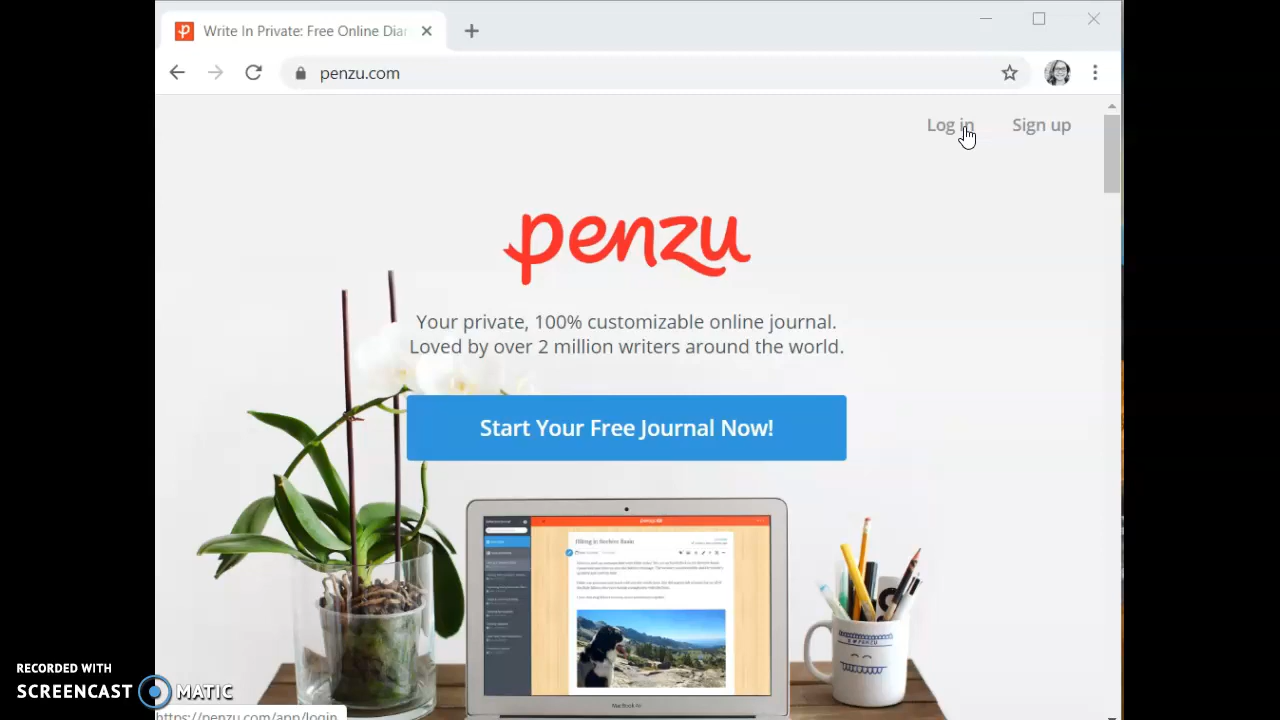 Write In Private: Free Online Diar
penzu.com
Log in
Sign up
penzu
Your private, 100% customizable online journal.
Loved by over 2 million writers around the world.
Start Your Free Journal Now!
MacBook Air
RECORDED WITH
SCREENCAST MATIC
https://penzu.com/app/login